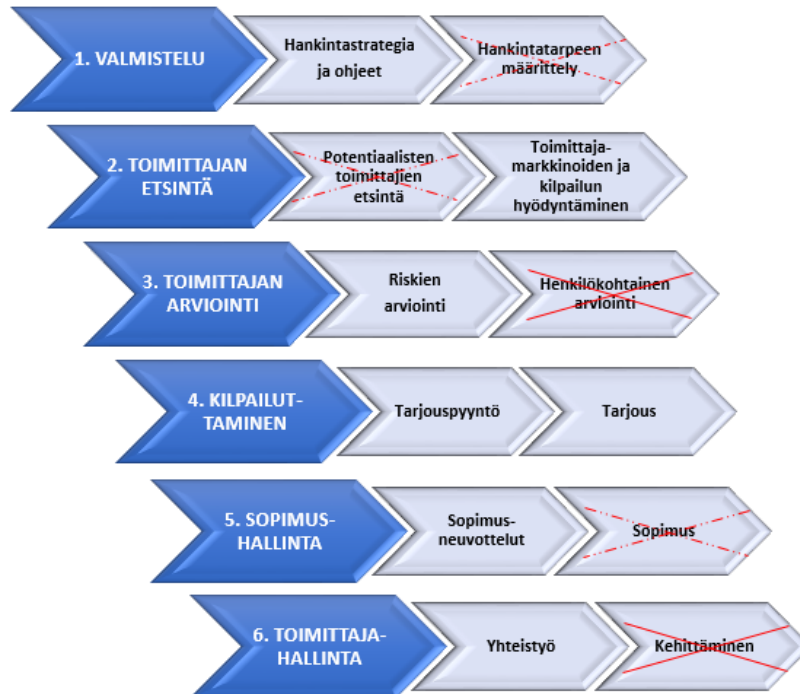 1. VALMISTELU
Hankintastrategia
ja ohjeet
Hankintatarpeen
määrittely
2. TOIMITTAJAN
ETSINTÄ
Potentiaalisten
toimittajien
etsintä
Toimittaja-
markkinoiden ja
kilpailun
hyödyntäminen
3. TOIMITTAJAN
ARVIOINTI
Riskien
arviointi
Henkilökohtainen
arviointi
4. KILPAILUT-
TAMINEN
Tarjouspyyntö
Tarjous
5. SOPIMUS-
HALLINTA
Sopimus-
neuvottelut
Sopimus
6. TOIMITTAJA-
HALLINTA
Yhteistyö
Kehittäminen